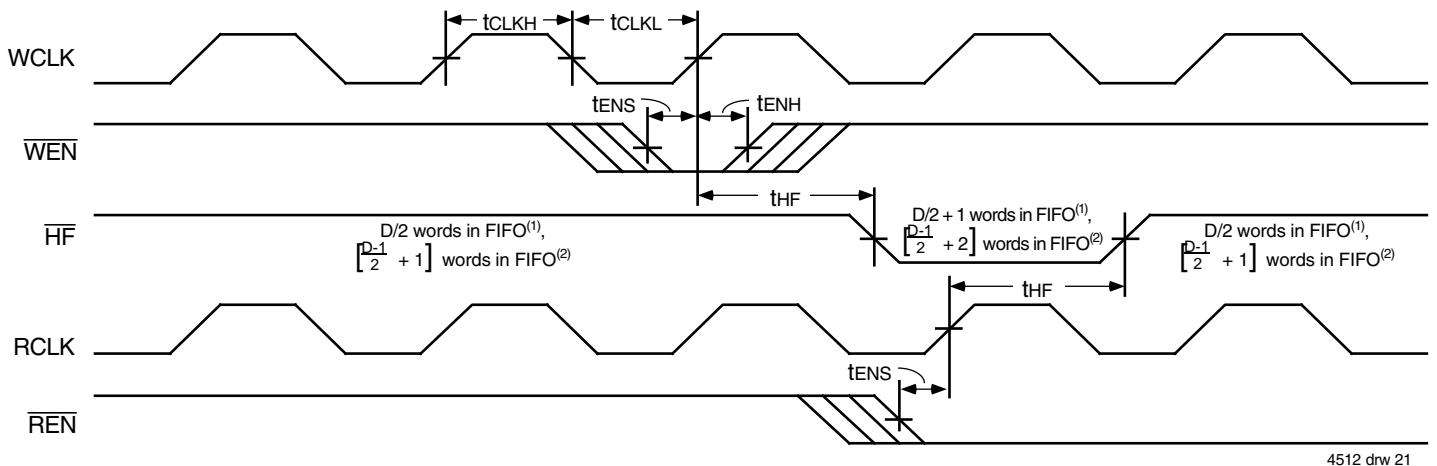 tCLKH
tCLKL
WCLK
tENS
tENH
WEN
tHF
HF
D/2 words in FIFO(1),
[D-1/2 + 1] words in FIFO(2)
D/2 + 1 words in FIFO(1),
[D-1/2 + 2] words in FIFO(2)
D/2 words in FIFO(1),
[D-1/2 + 1] words in FIFO(2)
tHF
RCLK
tENS
REN
4512 drw 21